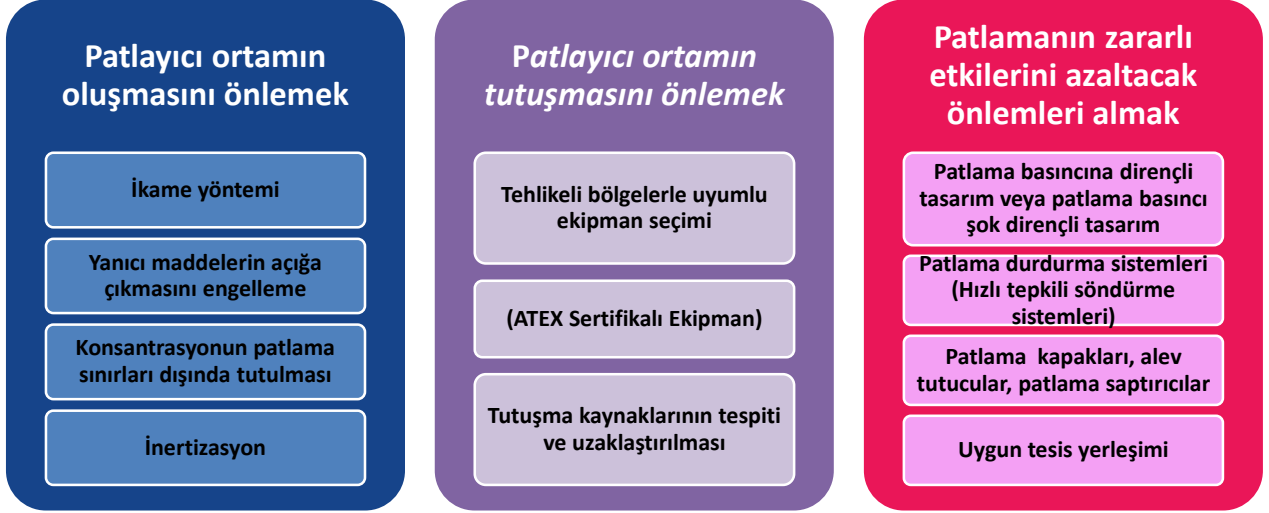 Patlayıcı ortamın
oluşmasını önlemek
İkame yöntemi
Yanıcı maddelerin açığa
çıkmasını engelleme
Konsantrasyonun patlama
sınırları dışında tutulması
İnertizasyon
Patlayıcı ortamın
tutuşmasını önlemek
Tehlikeli bölgelerle uyumlu
ekipman seçimi
(ATEX Sertifikalı Ekipman)
Tutuşma kaynaklarının tespiti
ve uzaklaştırılması
Patlamanın zararlı
etkilerini azaltacak
önlemleri almak
Patlama basıncına dirençli
tasarım veya patlama basıncı
şok dirençli tasarım
Patlama durdurma sistemleri
(Hızlı tepkili söndürme
sistemleri)
Patlama kapakları, alev
tutucular, patlama saptırıcılar
Uygun tesis yerleşimi